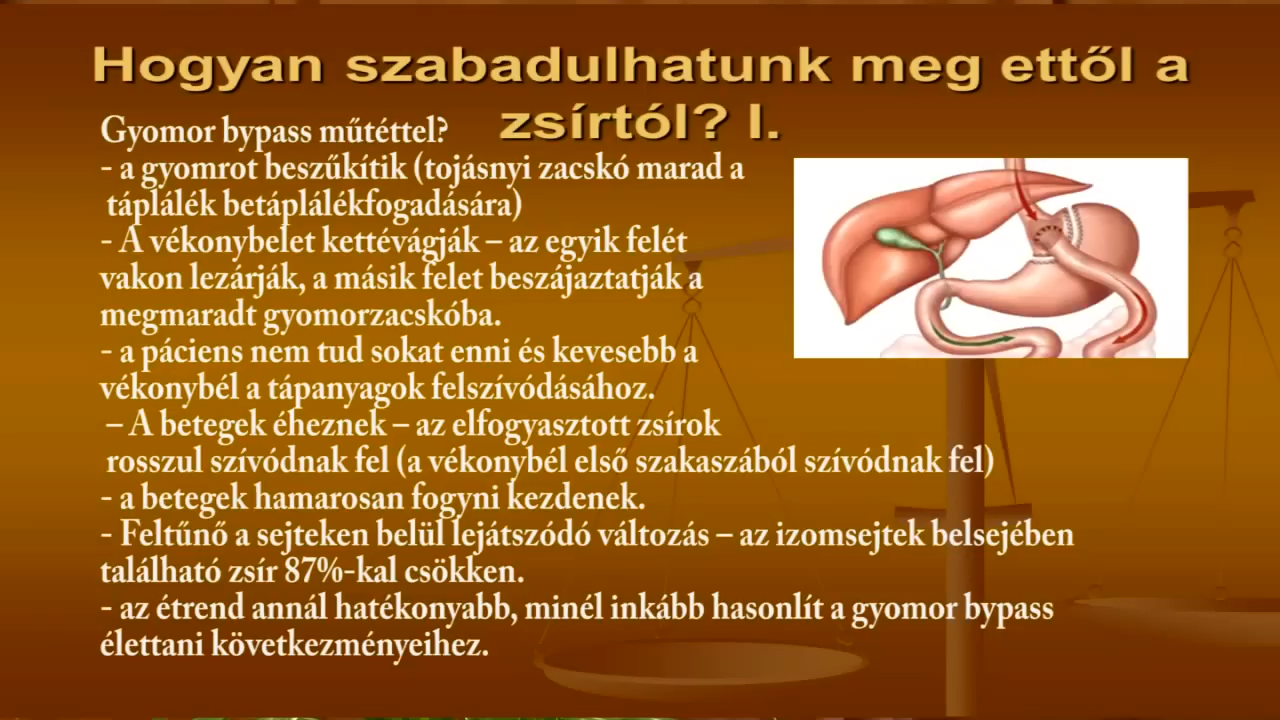 Hogyan szabadulhatunk meg ettől a
zsírtól? I.
Gyomor bypass műtéttel?
- a gyomrot beszűkítik (tojásnyi zacskó marad a
táplálék betáplálékfogadására)
- A vékonybelet kettévágják – az egyik felét
vakon lezárják, a másik felet beszájaztatják a
megmaradt gyomorzacskóba.
- a páciens nem tud sokat enni és kevesebb a
vékonybél a tápanyagok felszívódásához.
– A betegek éheznek – az elfogyasztott zsírok
rosszul szívódnak fel (a vékonybél első szakaszából szívódnak fel)
- a betegek hamarosan fogyni kezdenek.
- Feltűnő a sejteken belül lejátszódó változás – az izomsejtek belsejében
található zsír 87%-kal csökken.
- az étrend annál hatékonyabb, minél inkább hasonlít a gyomor bypass
élettani következményeihez.